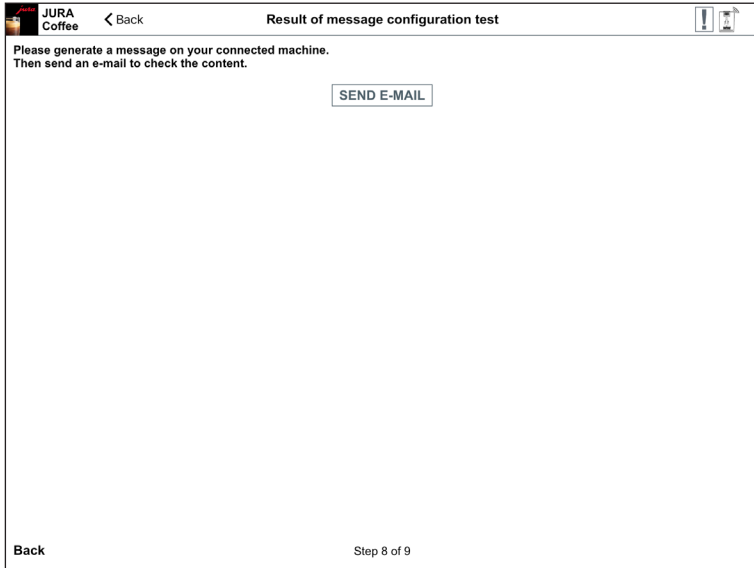 jura
JURA
Coffee
Back
Result of message configuration test
!
Please generate a message on your connected machine.
Then send an e-mail to check the content.
SEND E-MAIL
Back
Step 8 of 9